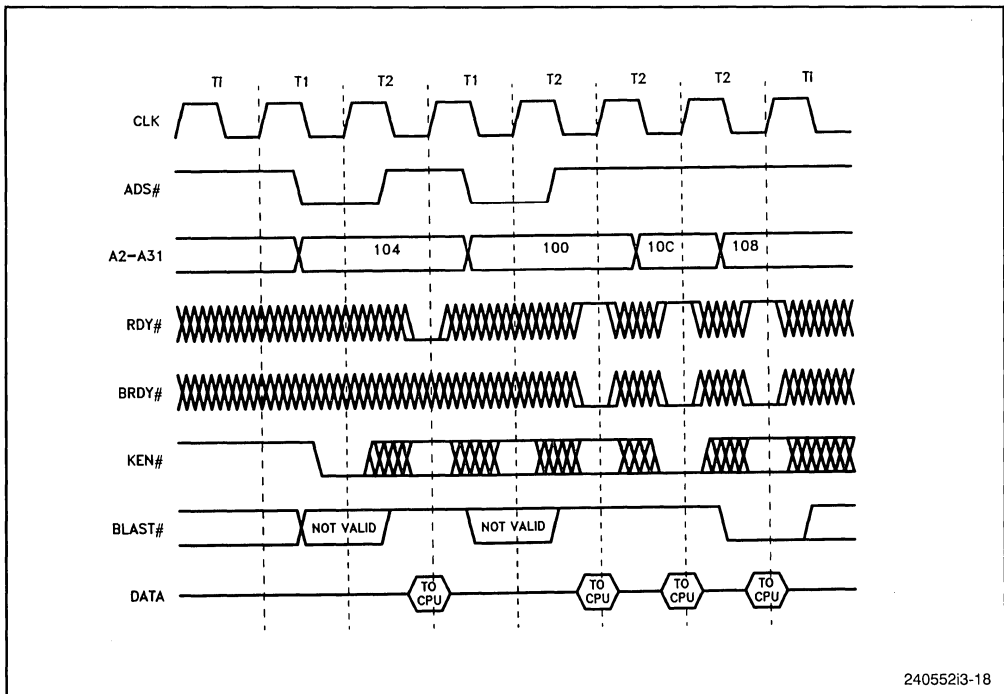 Ti T1 T2 T1 T2 T2 T2 Ti
CLK
ADS#
A2–A31 104 100 10C 108
RDY#
BRDY#
KEN#
BLAST# NOT VALID NOT VALID
DATA TO CPU TO CPU TO CPU TO CPU
240552i3-18